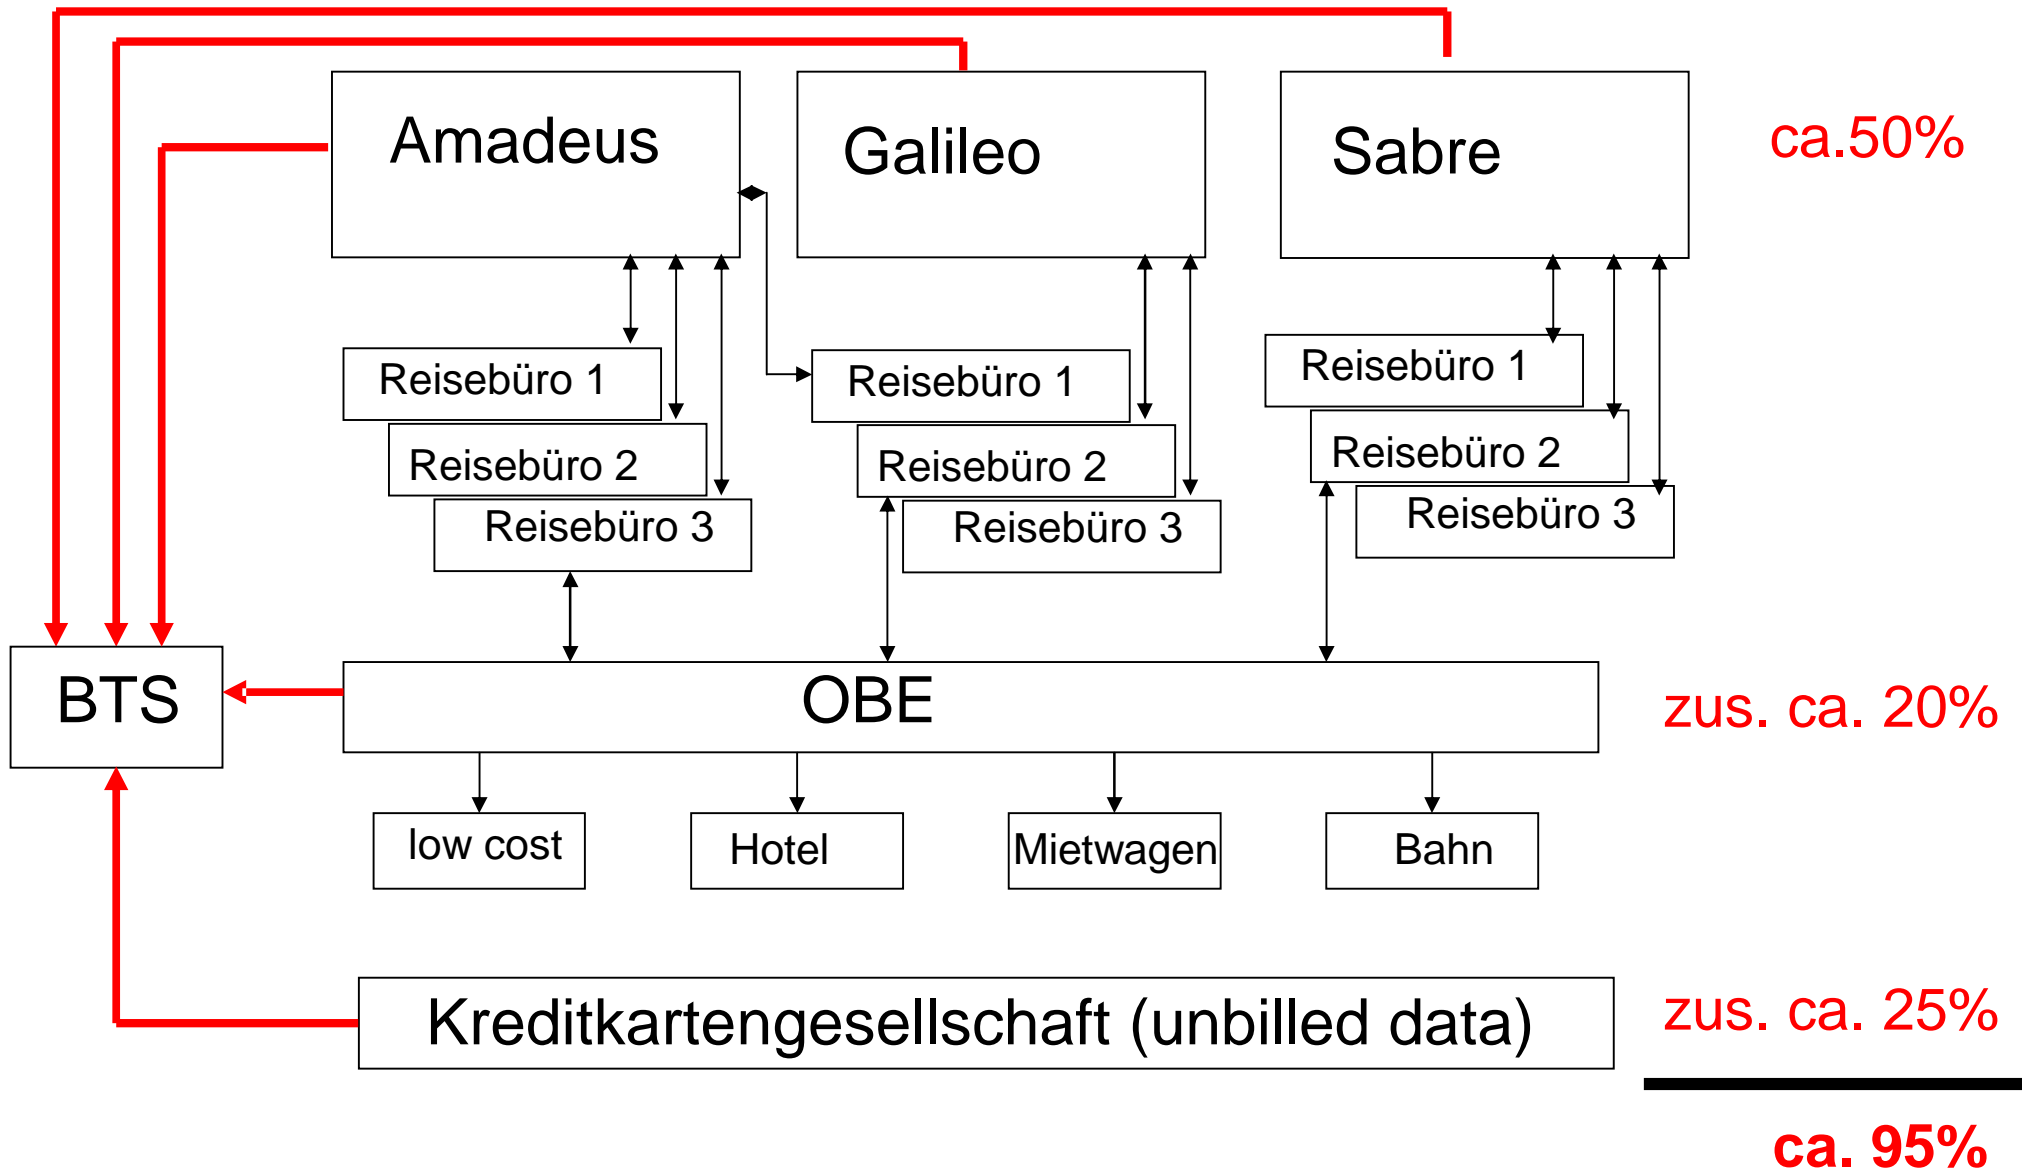 Amadeus
Galileo
Sabre
ca.50%
Reisebüro 1
Reisebüro 2
Reisebüro 3
Reisebüro 1
Reisebüro 2
Reisebüro 3
Reisebüro 1
Reisebüro 2
Reisebüro 3
BTS
OBE
zus. ca. 20%
low cost
Hotel
Mietwagen
Bahn
Kreditkartengesellschaft (unbilled data)
zus. ca. 25%
ca. 95%